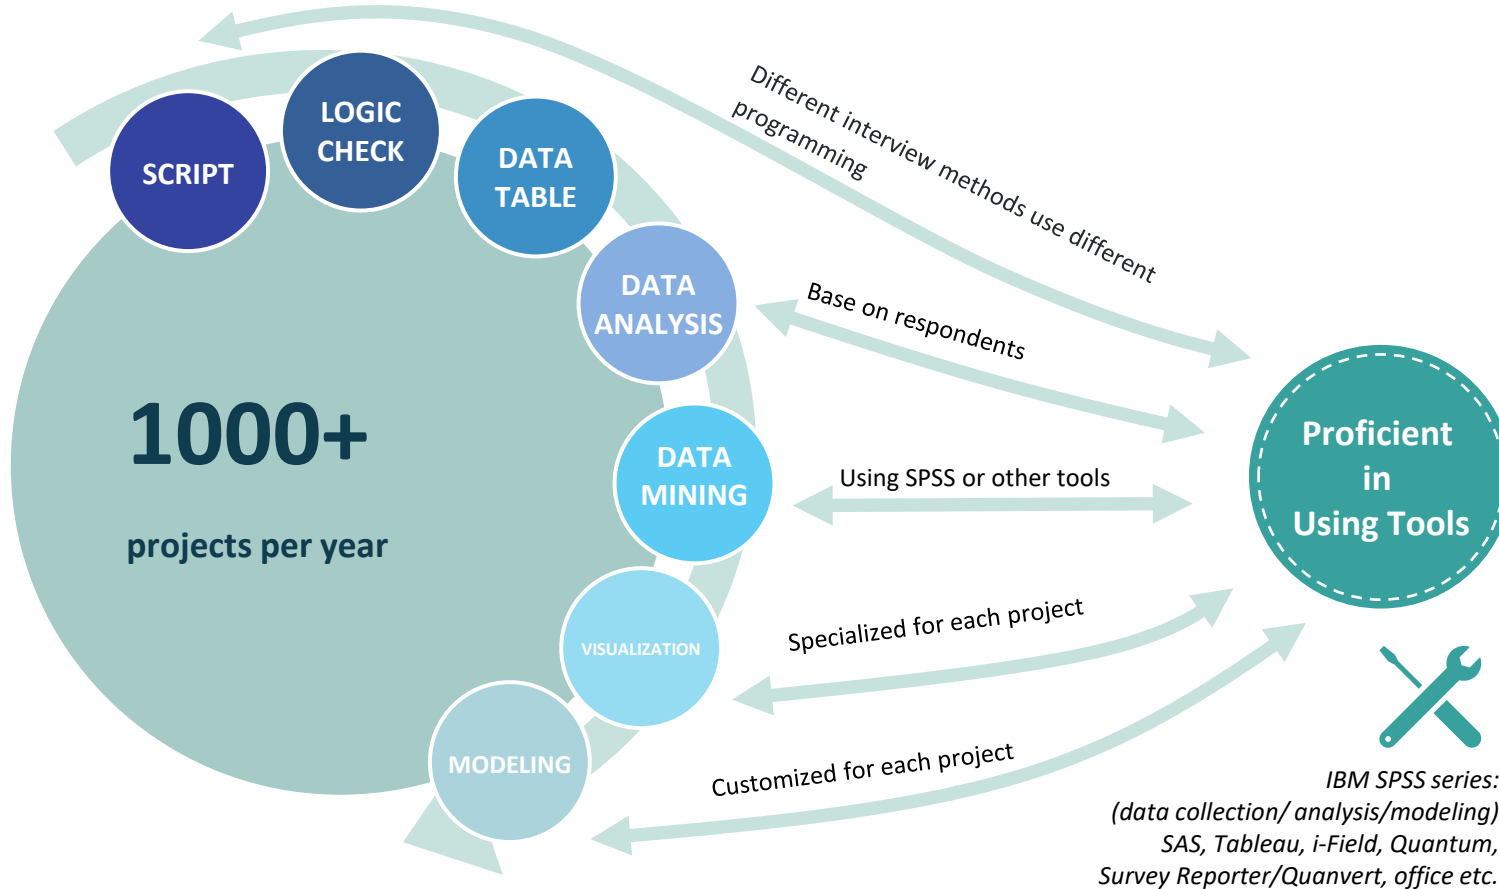 SCRIPT
LOGIC
CHECK
DATA
TABLE
DATA
ANALYSIS
DATA
MINING
VISUALIZATION
MODELING
1000+
projects per year
Different interview methods use different
programming
Base on respondents
Using SPSS or other tools
Specialized for each project
Customized for each project
Proficient
in
Using Tools
IBM SPSS series:
(data collection/ analysis/modeling)
SAS, Tableau, i-Field, Quantum,
Survey Reporter/Quanvert, office etc.